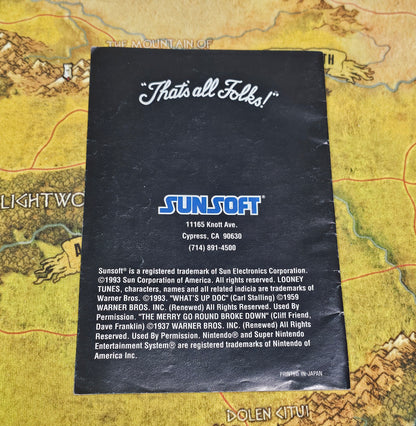 THE MOUNTAIN OF
"That's all Folks!"
LIGHTWO
SUNSOFT®
11165 Knott Ave.
Cypress, CA 90630
(714) 891-4500
Sunsoft® is a registered trademark of Sun Electronics Corporation.
©1993 Sun Corporation of America. All rights reserved. LOONEY
TUNES, characters, names and all related indicia are trademarks of
Warner Bros. ©1993. "WHAT'S UP DOC" (Carl Stalling) ©1959
WARNER BROS. INC. (Renewed) All Rights Reserved. Used By
Permission. "THE MERRY GO ROUND BROKE DOWN" (Cliff Friend,
Dave Franklin) ©1937 WARNER BROS. INC. (Renewed) All Rights
Reserved. Used By Permission. Nintendo® and Super Nintendo
Entertainment System® are registered trademarks of Nintendo of
America Inc.
PRINTED IN JAPAN